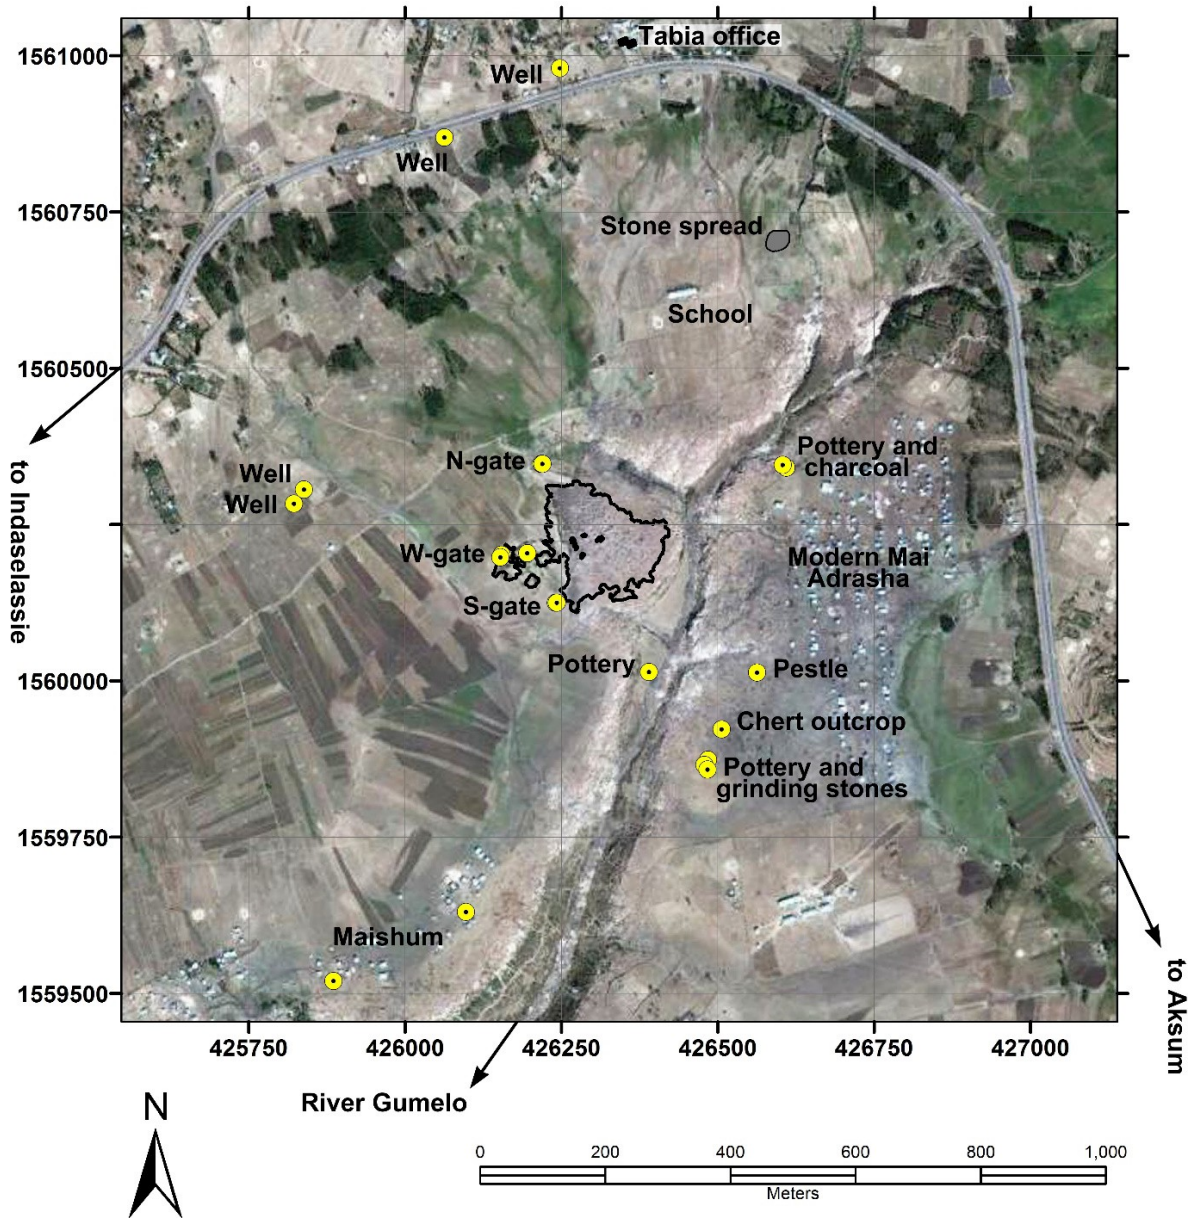 Tabia office
1561000
Well
Well
1560750
Stone spread
School
1560500
to Indaselassie
N-gate
Pottery and
charcoal
Well
Well
W-gate
Modern Mai
Adrasha
S-gate
Pottery
Pestle
1560000
Chert outcrop
Pottery and
grinding stones
1559750
Maishum
1559500
to Aksum
425750 426000 426250 426500 426750 427000
River Gumelo
N
0 200 400 600 800 1,000
Meters